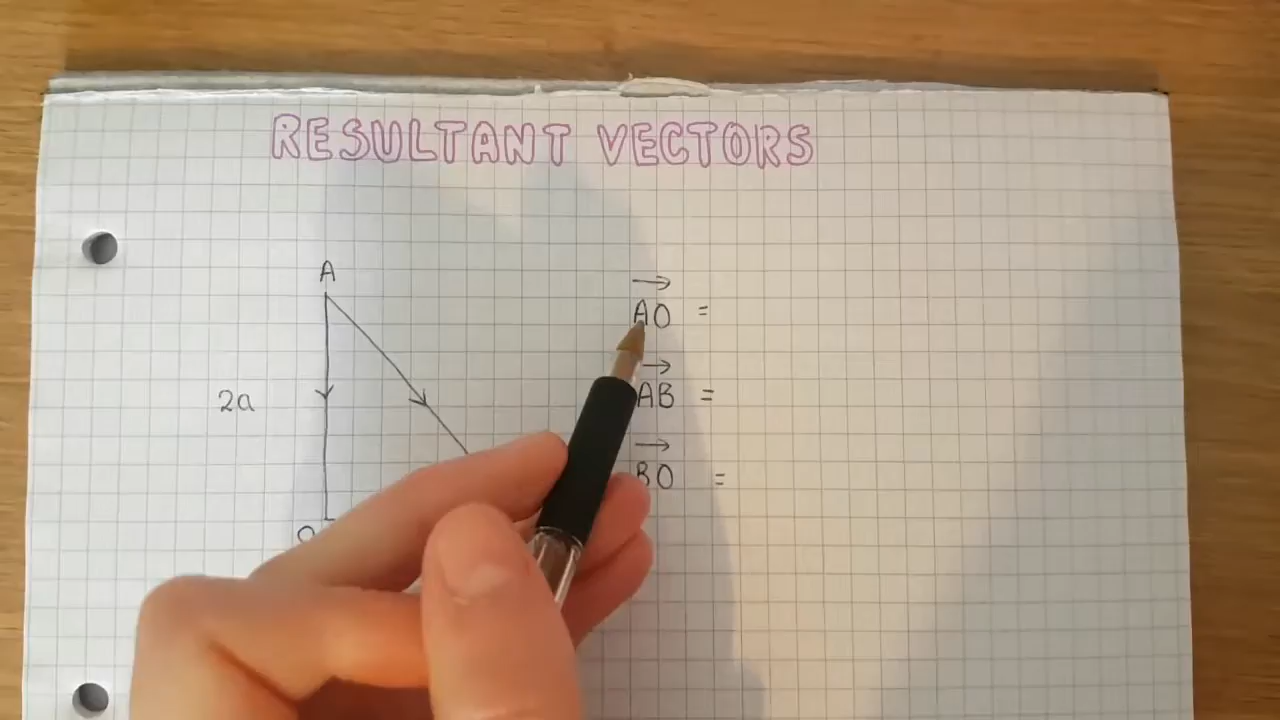 RESULTANT VECTORS
A
AO =
2a
AB =
BO =
O